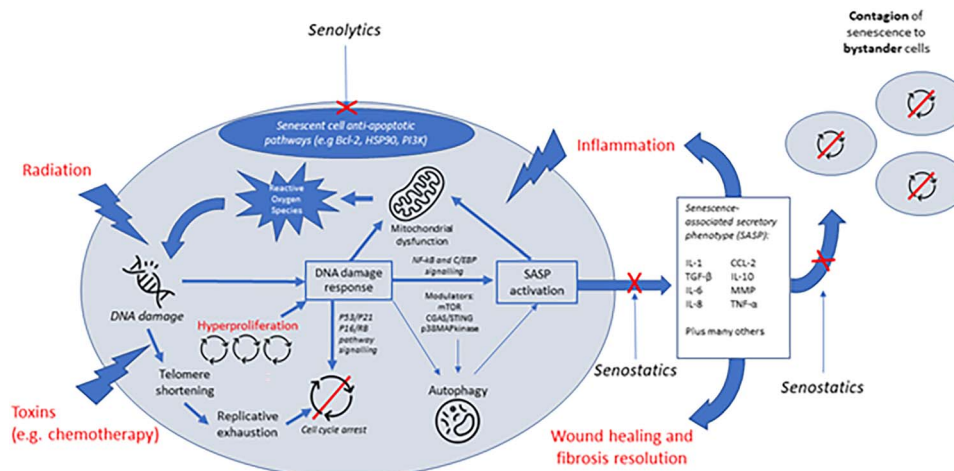 Senolytics
Contagion of
senescence to
bystander cells
Senescent cell anti-apoptotic
pathways (e.g Bcl-2, HSP90, PI3K)
Inflammation
Radiation
Reactive
Oxygen
Species
Mitochondrial
dysfunction
Senescence-
associated secretory
phenotype (SASP):
IL-1 CCL-2
TGF-β IL-10
IL-6 MMP
IL-8 TNF-α
Plus many others
NF-kB and C/EBP
signalling
DNA damage
response
SASP
activation
DNA damage
Modulators:
mTOR
CGAS/STING
p38MAPkinase
Hyperproliferation
P53/P21
P16/RB
pathway
signalling
Telomere
shortening
Autophagy
Senostatics
Senostatics
Toxins
(e.g. chemotherapy)
Replicative
exhaustion
Cell cycle arrest
Wound healing and
fibrosis resolution